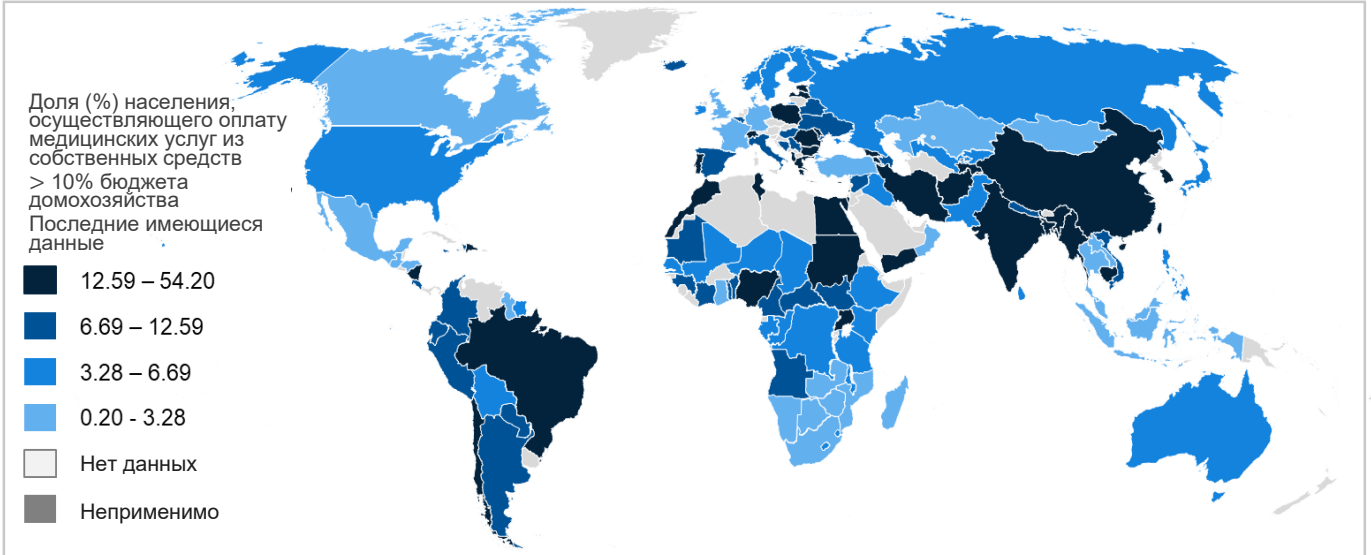 Доля (%) населения,
осуществляющего оплату
медицинских услуг из
собственных средств
> 10% бюджета
домохозяйства
Последние имеющиеся
данные
12.59 – 54.20
6.69 – 12.59
3.28 – 6.69
0.20 - 3.28
Нет данных
Неприменимо